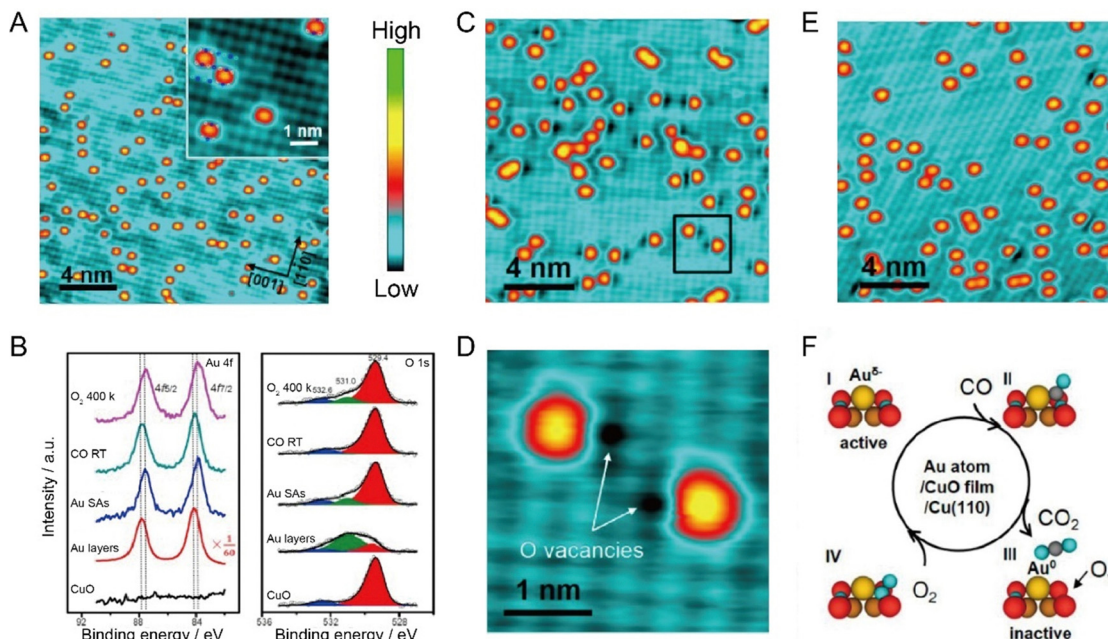 A
High
Low
1 nm
[001]
[110]
4 nm
C
4 nm
E
4 nm
B
Au 4f
4f5/2
4f7/2
O2 400 k
CO RT
Au SAs
Au layers
×1/60
CuO
92
88
84
Binding energy / eV
Intensity / a.u.
O 1s
529.4
531.0
532.6
O2 400 k
CO RT
Au SAs
Au layers
CuO
536
532
528
Binding energy / eV
D
O vacancies
1 nm
F
I
Auδ-
active
CO
II
Au atom
/CuO film
/Cu(110)
CO2
III
Au0
inactive
IV
O2